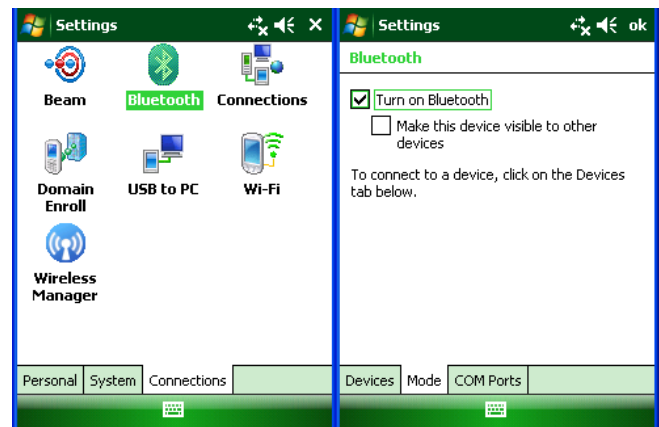 Settings
Beam
Bluetooth
Connections
Domain
Enroll
USB to PC
Wi-Fi
Wireless
Manager
Personal System Connections
Settings ok
Bluetooth
Turn on Bluetooth
Make this device visible to other
devices
To connect to a device, click on the Devices
tab below.
Devices Mode COM Ports